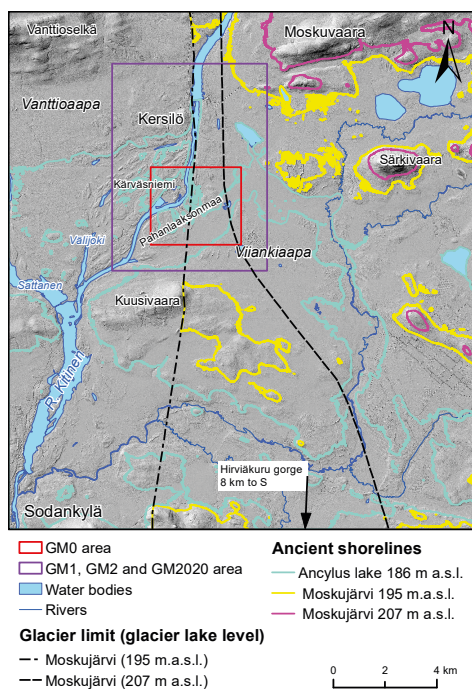 Vanttioselkä
Moskuvaara
N
Vanttioaapa
Kersilö
Särkivaara
Kärväsniemi
Pahanlaaksonmaa
Välijoki
Viiankiaapa
Sattanen
Kuusivaara
R. Kitinen
Hirviäkuru gorge
8 km to S
Sodankylä
GM0 area
GM1, GM2 and GM2020 area
Water bodies
Rivers
Glacier limit (glacier lake level)
Moskujärvi (195 m.a.s.l.)
Moskujärvi (207 m.a.s.l.)
Ancient shorelines
Ancylus lake 186 m a.s.l.
Moskujärvi 195 m a.s.l.
Moskujärvi 207 m a.s.l.
0 2 4 km